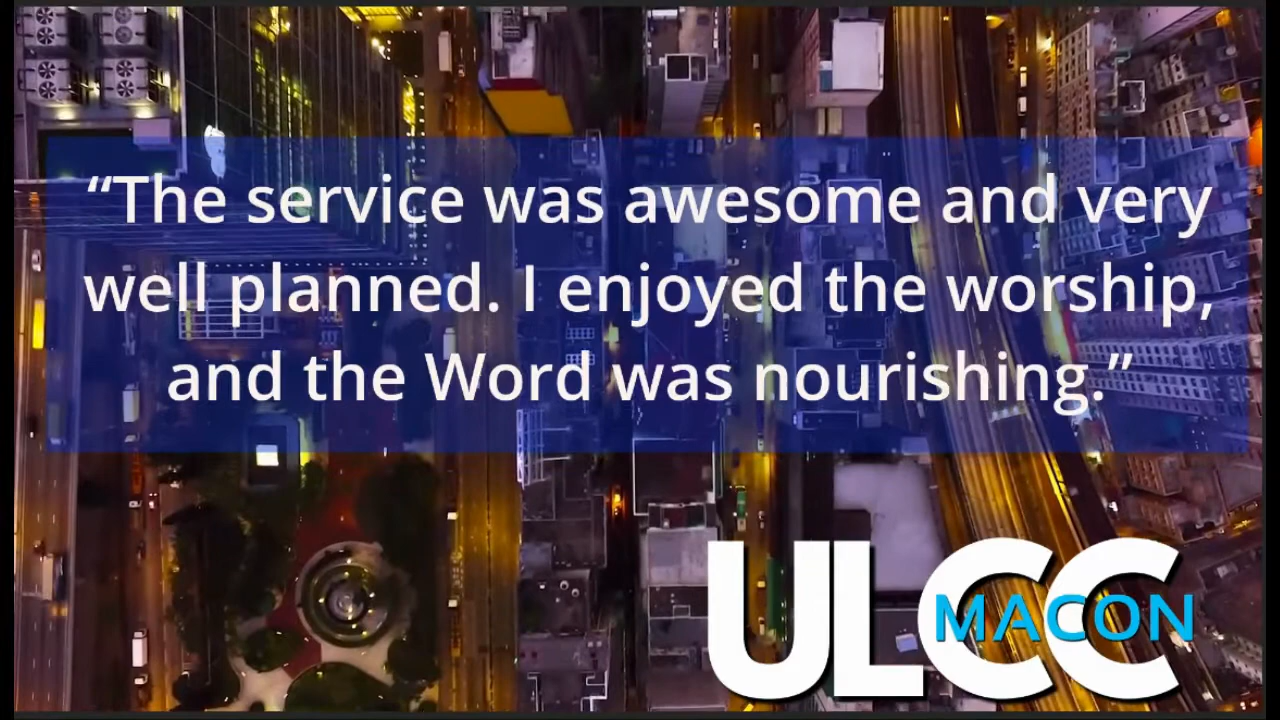 “The service was awesome and very
well planned. I enjoyed the worship,
and the Word was nourishing.”
ULCC
MACON